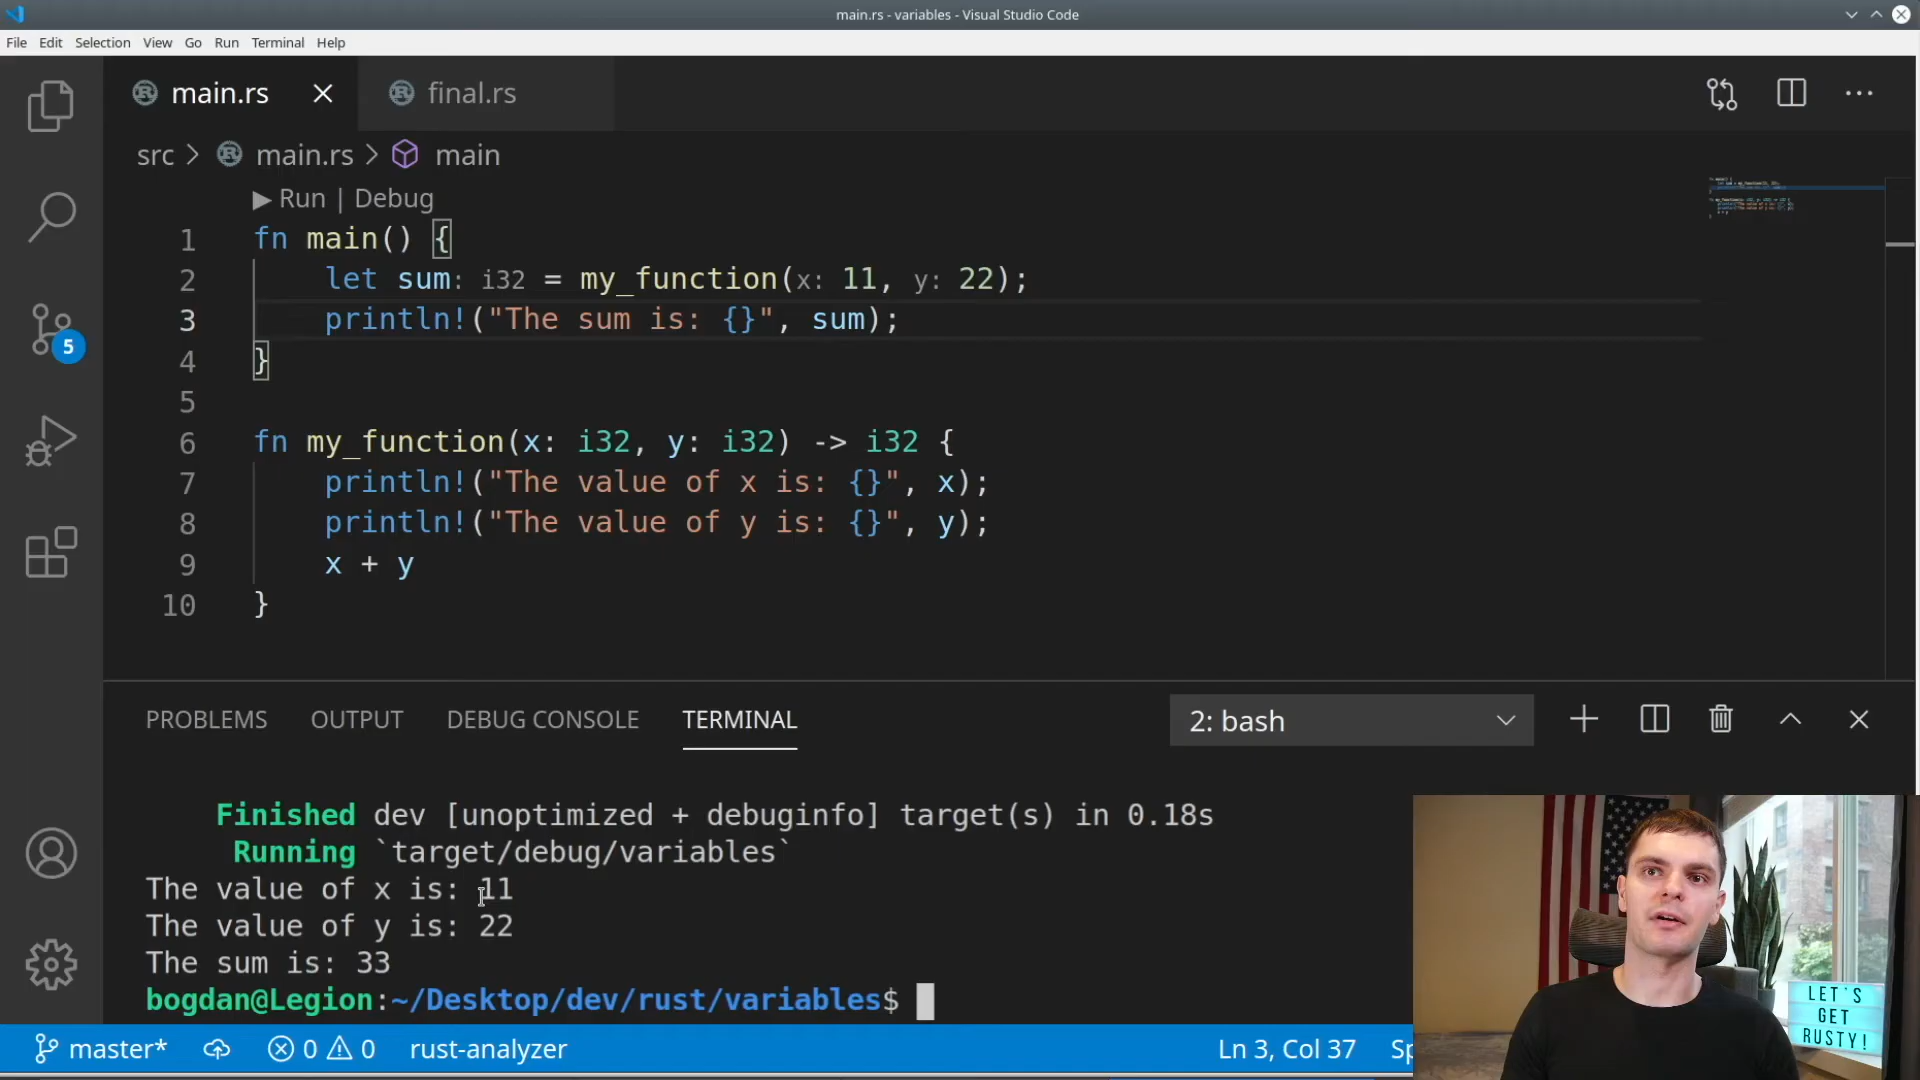 main.rs - variables - Visual Studio Code
File Edit Selection View Go Run Terminal Help
main.rs final.rs
src > main.rs > main
▶ Run | Debug
1 fn main() {
2 let sum: i32 = my_function(x: 11, y: 22);
3 println!("The sum is: {}", sum);
4 }
5
6 fn my_function(x: i32, y: i32) -> i32 {
7 println!("The value of x is: {}", x);
8 println!("The value of y is: {}", y);
9 x + y
10 }
5
PROBLEMS OUTPUT DEBUG CONSOLE TERMINAL 2: bash
Finished dev [unoptimized + debuginfo] target(s) in 0.18s
Running `target/debug/variables`
The value of x is: 11
The value of y is: 22
The sum is: 33
bogdan@Legion:~/Desktop/dev/rust/variables$
LET'S
GET
RUSTY!
master* 0 0 rust-analyzer Ln 3, Col 37 Sp